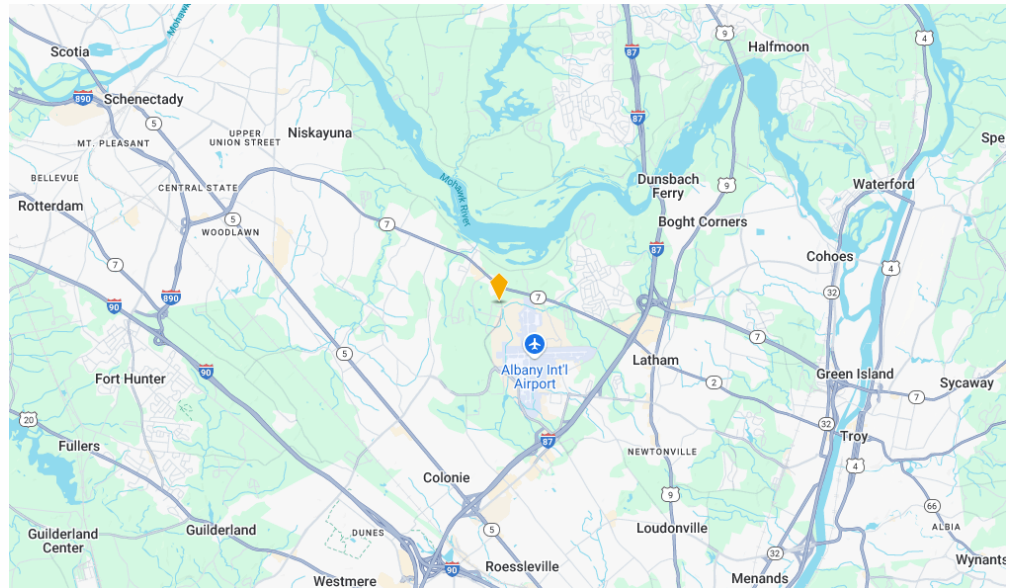 Mohawk
Scotia
9
Halfmoon
4
87
890
Schenectady
5
87
UPPER
UNION STREET
Niskayuna
MT. PLEASANT
Spe
BELLEVUE
CENTRAL STATE
Mohawk River
Dunsbach
Ferry
9
Waterford
Rotterdam
5
WOODLAWN
7
Boght Corners
87
Cohoes
7
4
890
90
7
32
7
Albany Int'l
Airport
5
Latham
90
Fort Hunter
2
Green Island
Sycaway
7
20
32
Fullers
87
Troy
NEWTONVILLE
4
Colonie
9
66
Guilderland
Center
Guilderland
DUNES
5
Loudonville
ALBIA
32
Wynants
Roessleville
90
Westmere
Menands